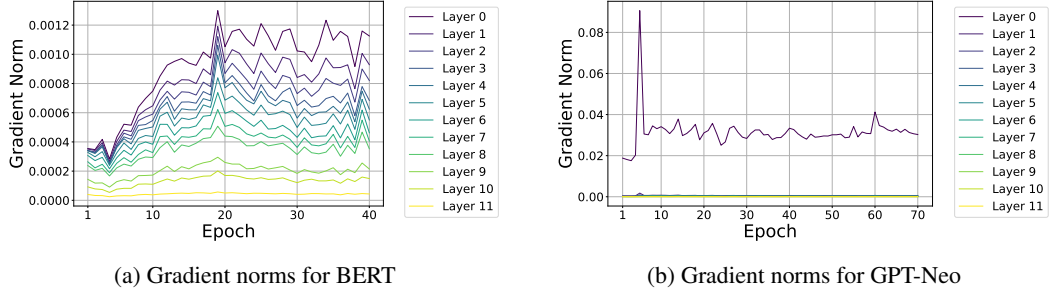 0.0012
0.0010
0.0008
0.0006
0.0004
0.0002
0.0000
Gradient Norm
1 10 20 30 40
Epoch
Layer 0
Layer 1
Layer 2
Layer 3
Layer 4
Layer 5
Layer 6
Layer 7
Layer 8
Layer 9
Layer 10
Layer 11
(a) Gradient norms for BERT
0.08
0.06
0.04
0.02
0.00
Gradient Norm
1 10 20 30 40 50 60 70
Epoch
Layer 0
Layer 1
Layer 2
Layer 3
Layer 4
Layer 5
Layer 6
Layer 7
Layer 8
Layer 9
Layer 10
Layer 11
(b) Gradient norms for GPT-Neo